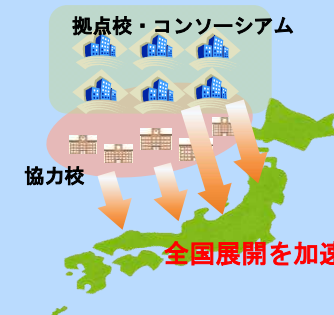 拠点校・コンソーシアム
協力校
全国展開を加速